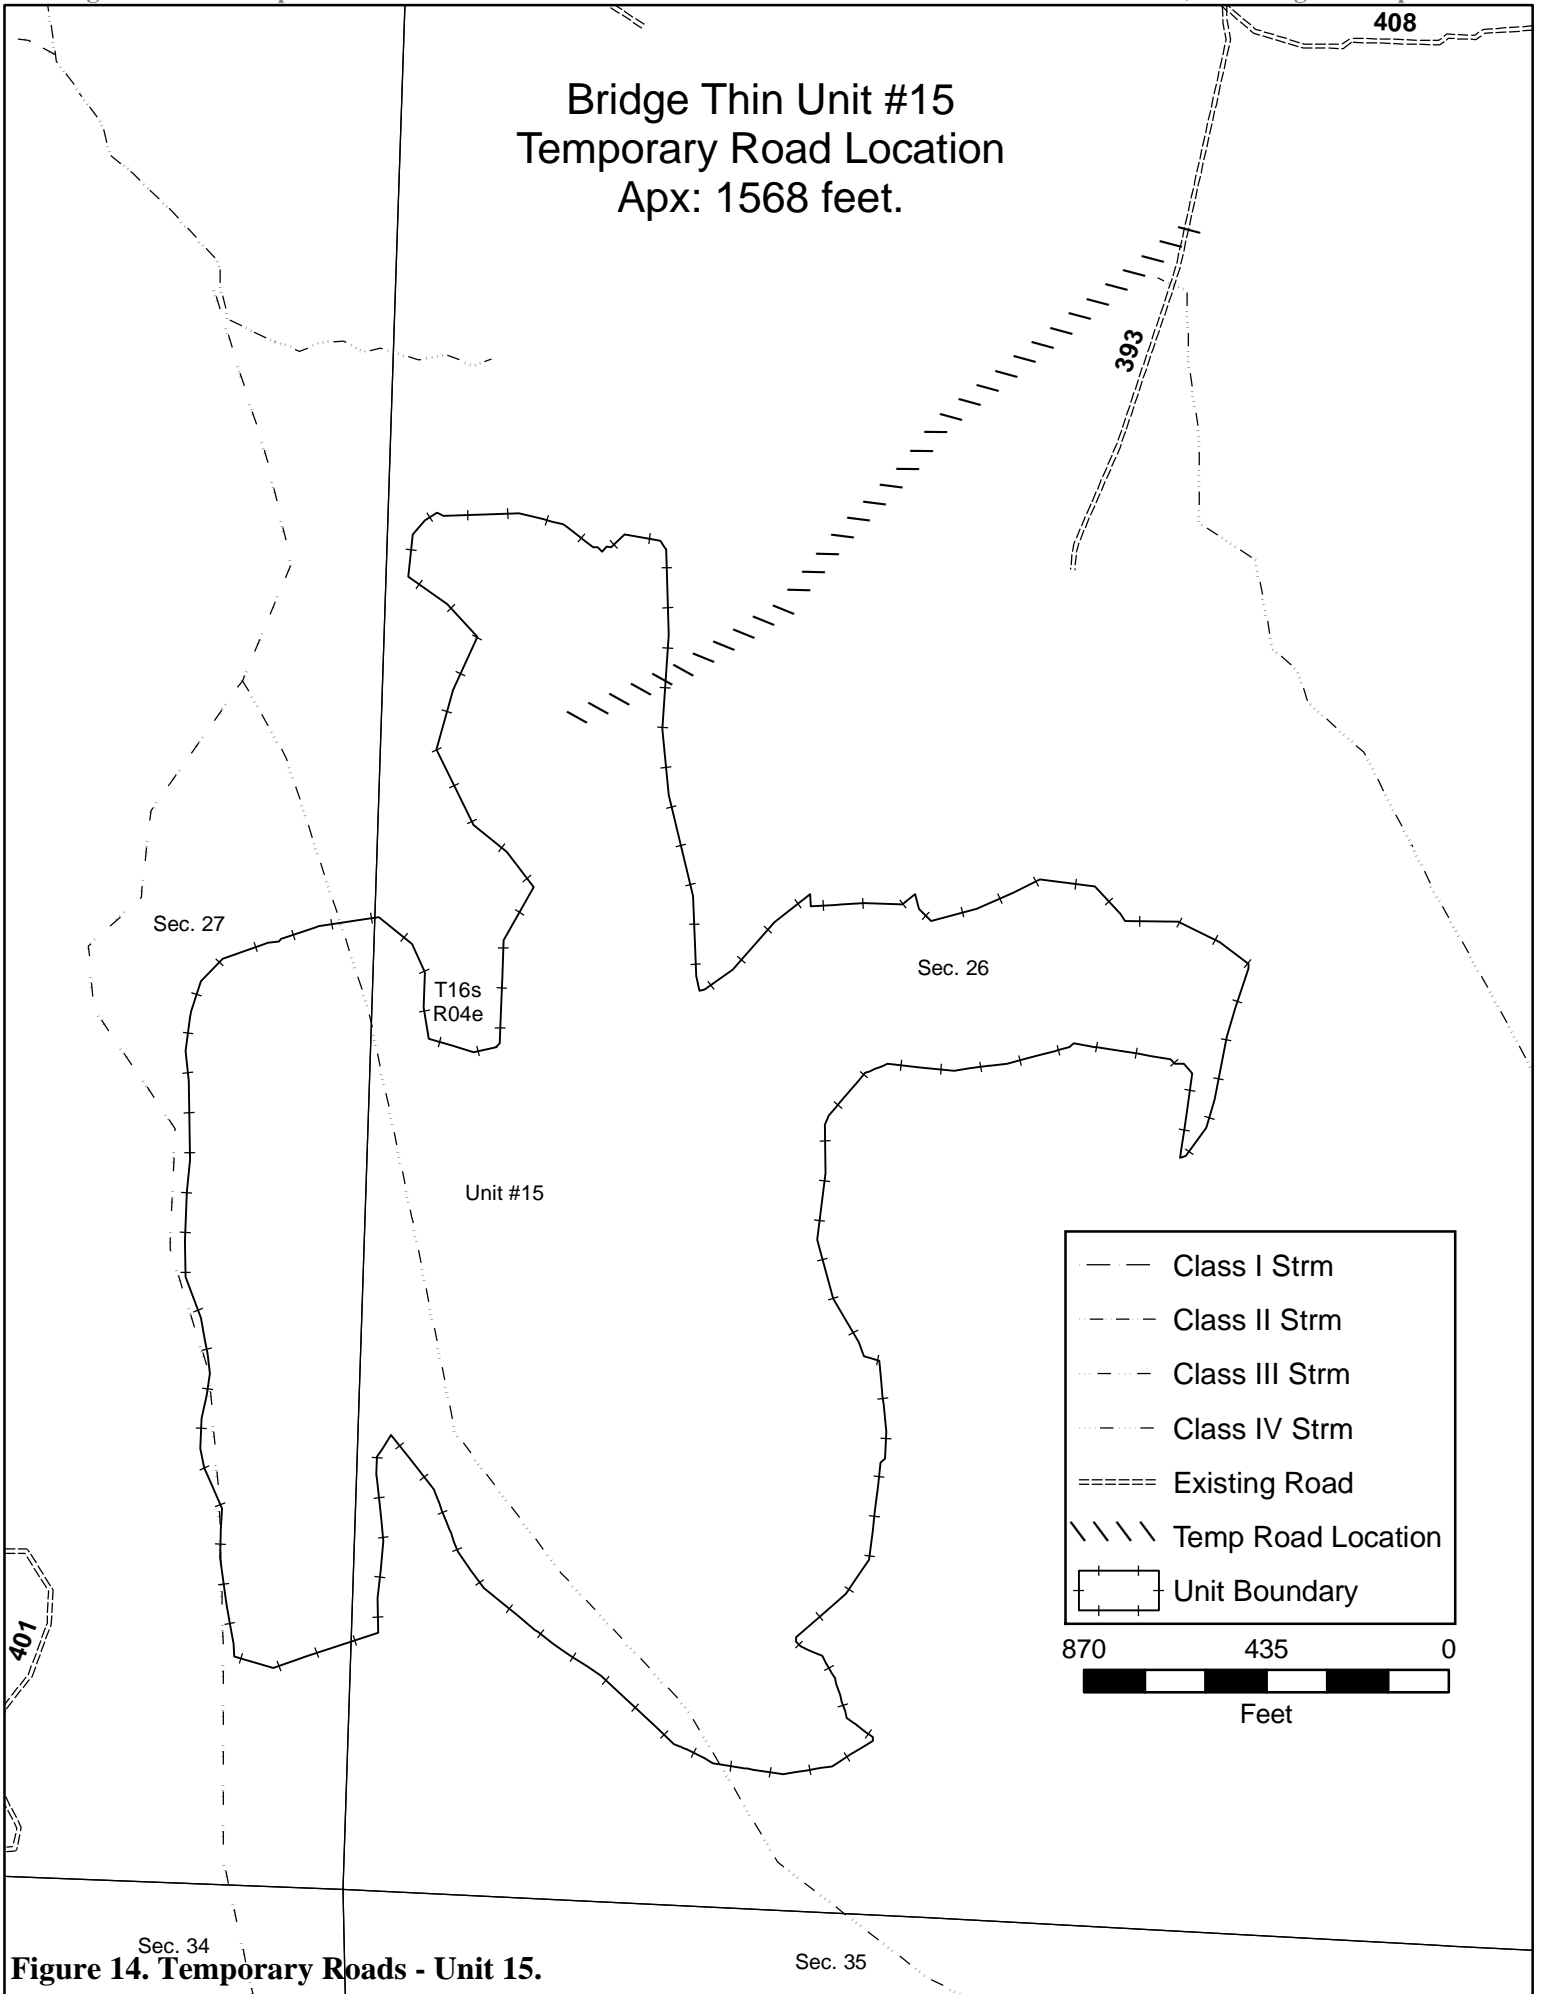 408
Bridge Thin Unit #15
Temporary Road Location
Apx: 1568 feet.
393
Sec. 27
Sec. 26
T16s
R04e
Unit #15
Class I Strm
Class II Strm
Class III Strm
Class IV Strm
Existing Road
Temp Road Location
Unit Boundary
401
870 435 0
Feet
Sec. 34
Sec. 35
Figure 14. Temporary Roads - Unit 15.